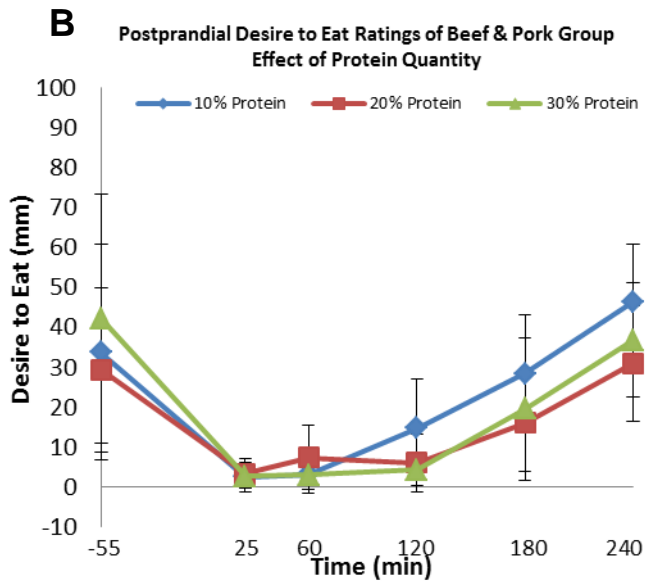 B
Postprandial Desire to Eat Ratings of Beef & Pork Group
Effect of Protein Quantity
10% Protein 20% Protein 30% Protein
Desire to Eat (mm)
100
90
80
70
60
50
40
30
20
10
0
-10
-55 25 60 120 180 240
Time (min)